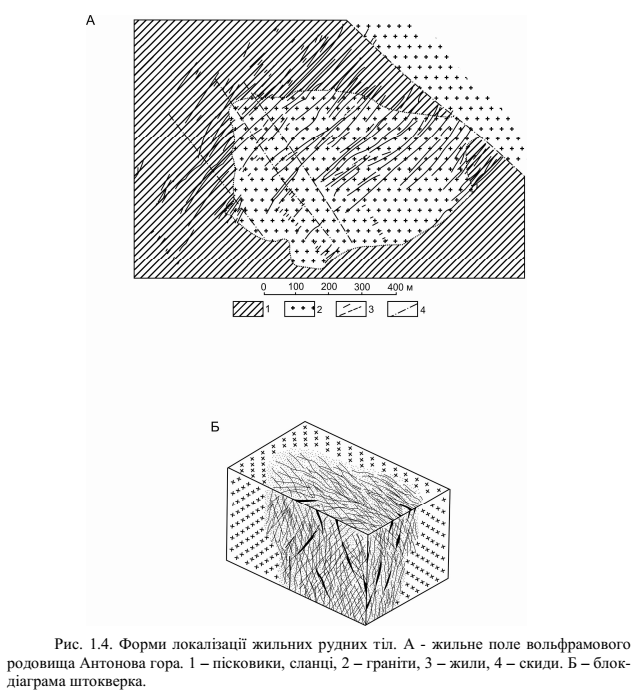 А
0 100 200 300 400 м
1 2 3 4
Б
Рис. 1.4. Форми локалізації жильних рудних тіл. А - жильне поле вольфрамового
родовища Антонова гора. 1 – пісковики, сланці, 2 – граніти, 3 – жили, 4 – скиди. Б – блок-
діаграма штокверка.